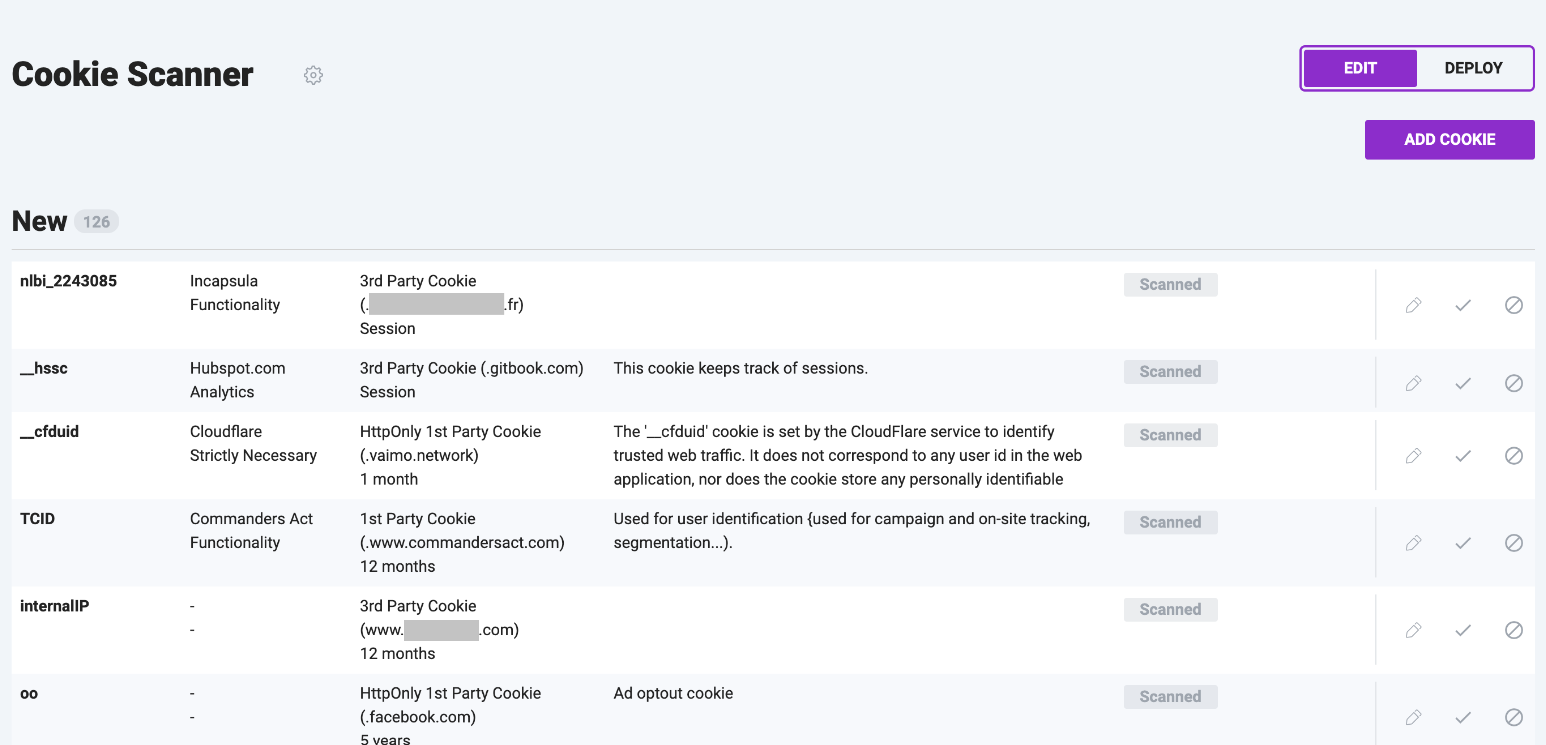 Cookie Scanner
EDIT
DEPLOY
ADD COOKIE
New 126
nlbi_2243085
Incapsula
Functionality
3rd Party Cookie
(. .fr)
Session
Scanned
__hssc
Hubspot.com
Analytics
3rd Party Cookie (.gitbook.com)
Session
This cookie keeps track of sessions.
Scanned
__cfduid
Cloudflare
Strictly Necessary
HttpOnly 1st Party Cookie
(.vaimo.network)
1 month
The '__cfduid' cookie is set by the CloudFlare service to identify
trusted web traffic. It does not correspond to any user id in the web
application, nor does the cookie store any personally identifiable
Scanned
TCID
Commanders Act
Functionality
1st Party Cookie
(.www.commandersact.com)
12 months
Used for user identification {used for campaign and on-site tracking,
segmentation...).
Scanned
internalIP
-
-
3rd Party Cookie
(www. .com)
12 months
Scanned
oo
-
-
HttpOnly 1st Party Cookie
(.facebook.com)
5 years
Ad optout cookie
Scanned